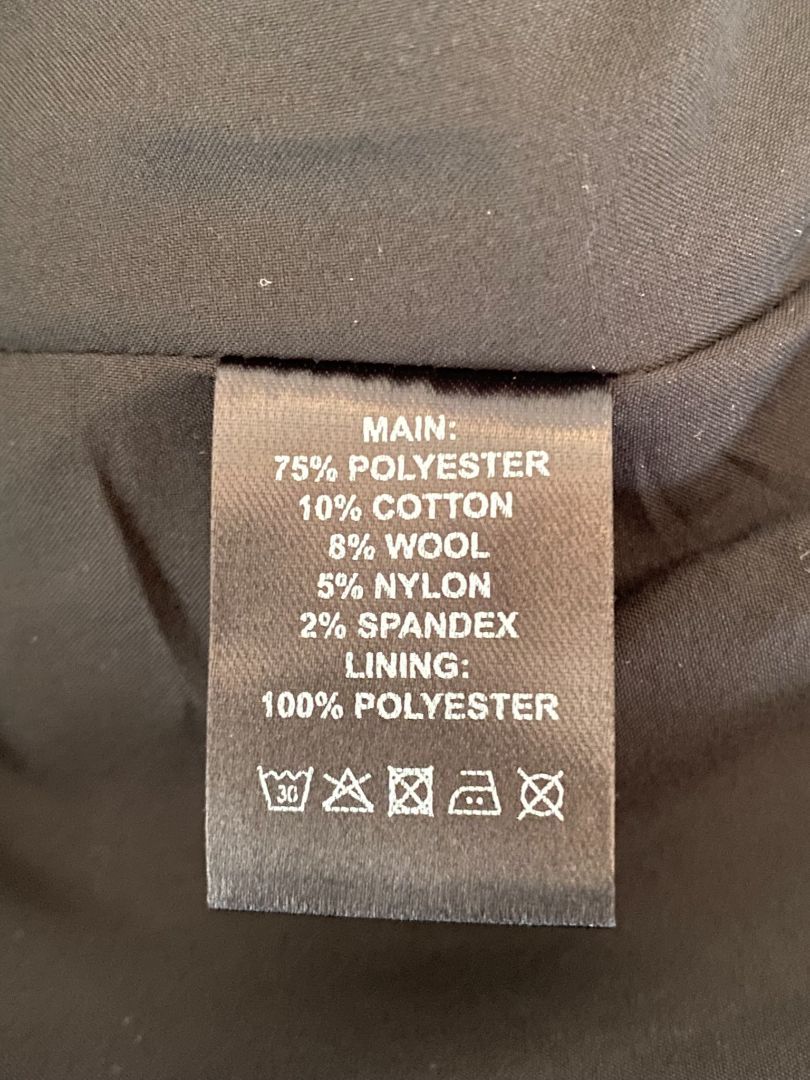 MAIN:
75% POLYESTER
10% COTTON
8% WOOL
5% NYLON
2% SPANDEX
LINING:
100% POLYESTER
30